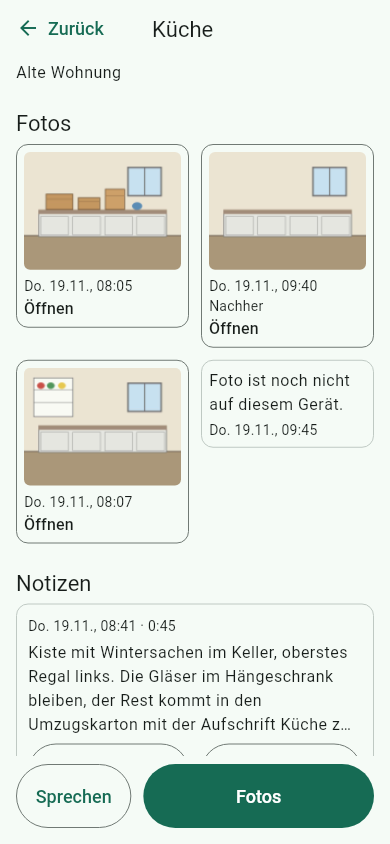 Zurück
Küche
Alte Wohnung
Fotos
Do. 19.11., 08:05
Öffnen
Do. 19.11., 09:40
Nachher
Öffnen
Do. 19.11., 08:07
Öffnen
Foto ist noch nicht
auf diesem Gerät.
Do. 19.11., 09:45
Notizen
Do. 19.11., 08:41 · 0:45
Kiste mit Wintersachen im Keller, oberstes
Regal links. Die Gläser im Hängeschrank
bleiben, der Rest kommt in den
Umzugskarton mit der Aufschrift Küche z…
Sprechen
Fotos